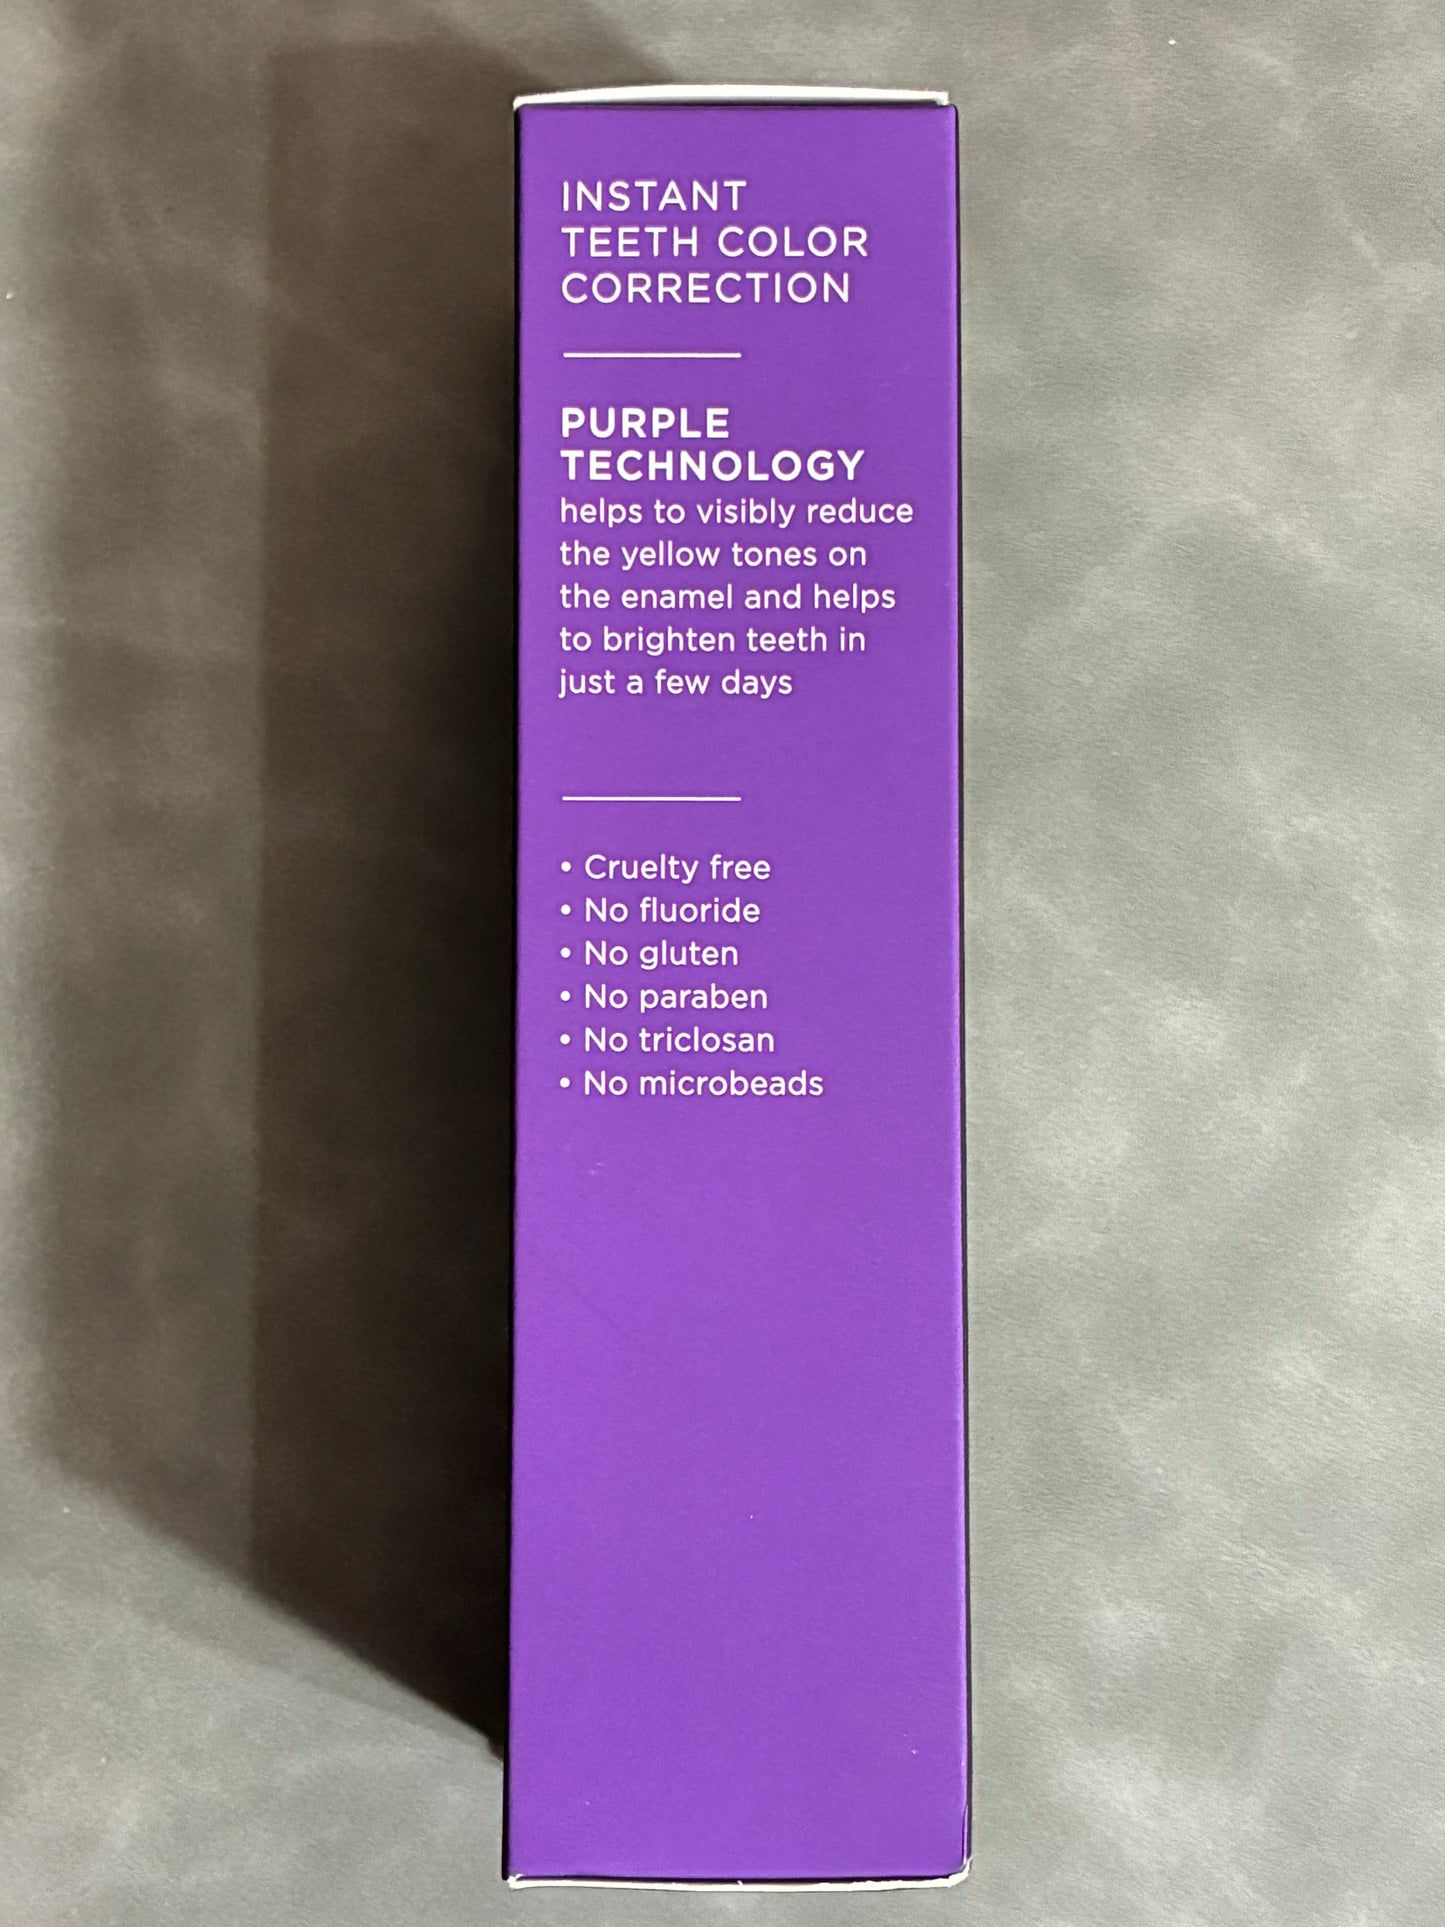 INSTANT
TEETH COLOR
CORRECTION
PURPLE
TECHNOLOGY
helps to visibly reduce
the yellow tones on
the enamel and helps
to brighten teeth in
just a few days
• Cruelty free
• No fluoride
• No gluten
• No paraben
• No triclosan
• No microbeads